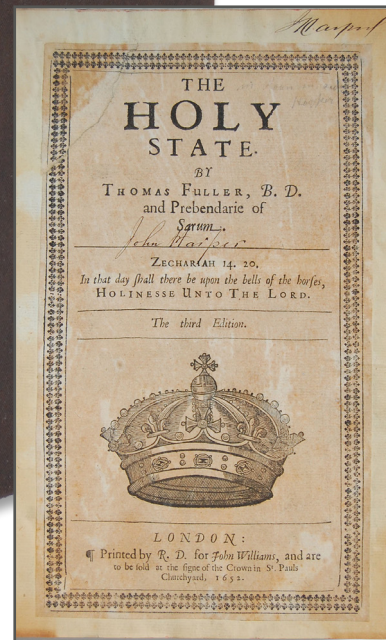 Harper
THE
HOLY
STATE.
BY
THOMAS FULLER, B. D.
and Prebendarie of
Sarum.
John Harper
ZECHARIAH 14. 20.
In that day ſhall there be upon the bells of the horſes,
HOLINESSE UNTO THE LORD.
The third Edition.
LONDON:
¶ Printed by R. D. for John Williams, and are
to be ſold at the ſigne of the Crown in St. Pauls
Churchyard, 1652.